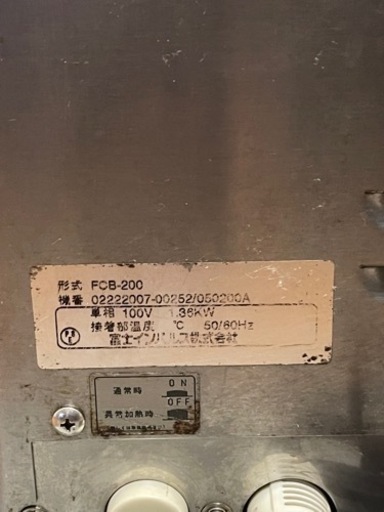 形式 FCB-200
機番 02222007-00252/050200A
単相 100V 1.36KW
接着部温度 ℃ 50/60Hz
富士インパルス株式会社
通常時 ON
OFF
異常加熱時